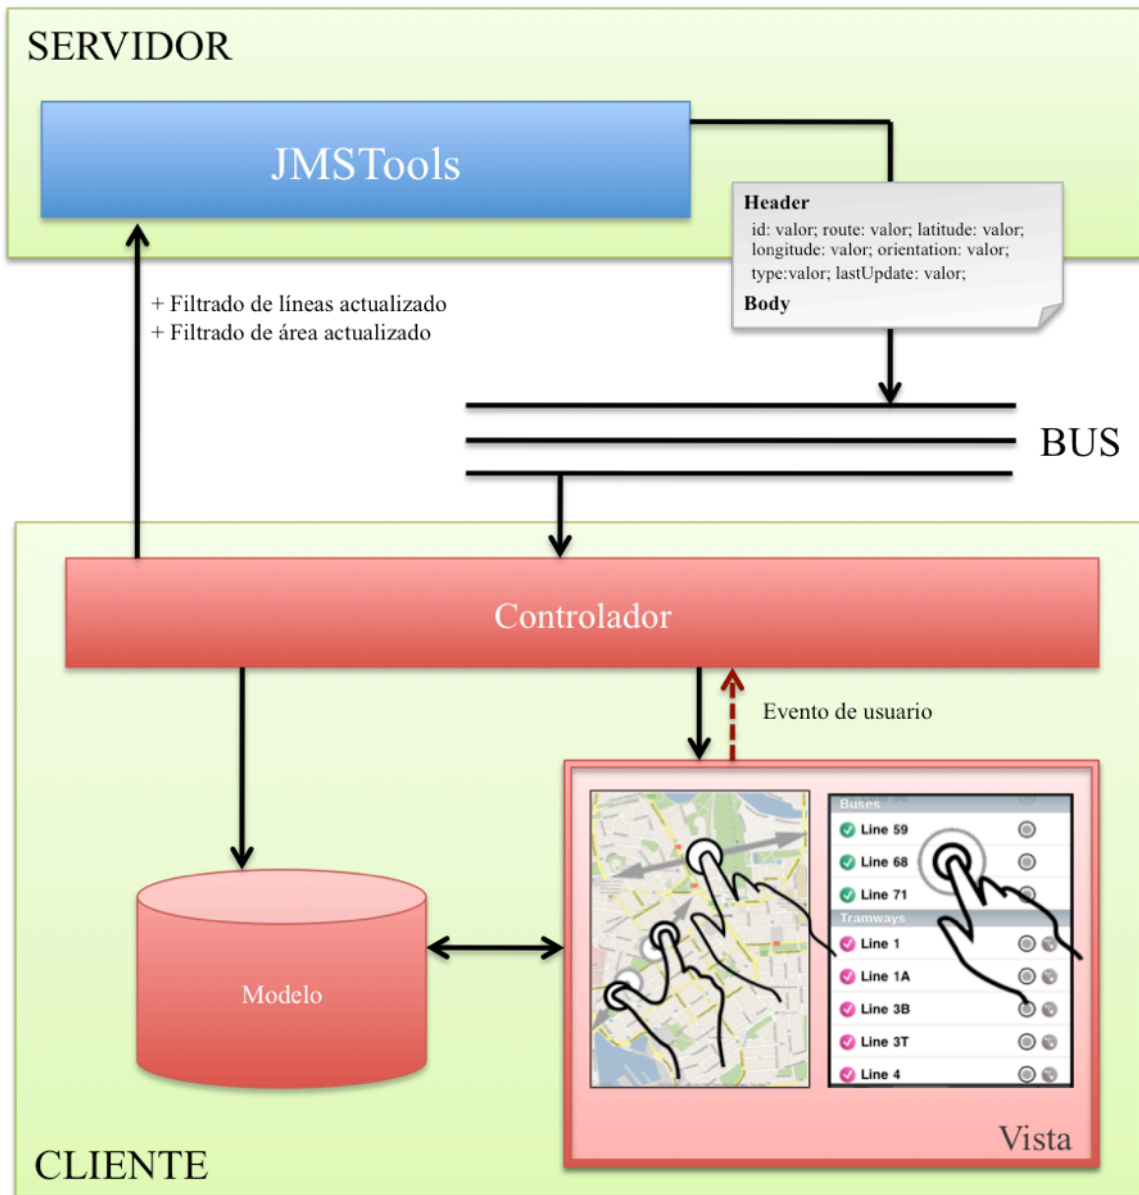 SERVIDOR
JMSTools
Header
id: valor; route: valor; latitude: valor;
longitude: valor; orientation: valor;
type:valor; lastUpdate: valor;
Body
+ Filtrado de líneas actualizado
+ Filtrado de área actualizado
BUS
Controlador
Evento de usuario
Buses
Line 59
Line 68
Line 71
Tramways
Line 1
Line 1A
Line 3B
Line 3T
Line 4
Modelo
Vista
CLIENTE